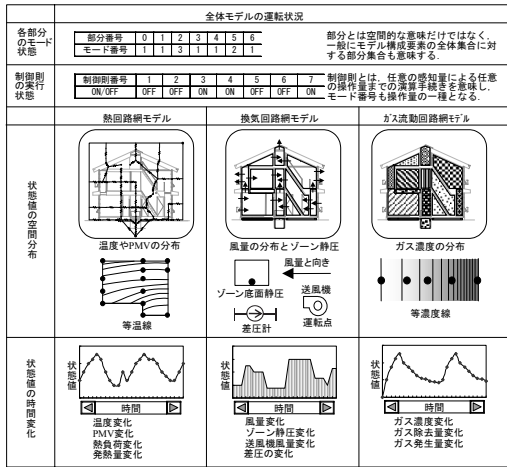 全体モデルの運転状況
各部分
のモード
状態
部分番号 0 1 2 3 4 5 6
モード番号 1 1 3 1 1 2 1
部分とは空間的な意味だけではなく、
一般にモデル構成要素の全体集合に対
する部分集合も意味する.
制御則
の実行
状態
制御則番号 1 2 3 4 5 6 7
ON/OFF OFF OFF ON ON OFF OFF ON
制御則とは、任意の感知量による任意
の操作量までの演算手続きを意味し、
モード番号も操作量の一種となる.
状態値の空間分布
熱回路網モデル
温度やPMVの分布
等温線
換気回路網モデル
風量の分布とゾーン静圧
風量と向き
ゾーン底面静圧
送風機
運転点
差圧計
ガス流動回路網モデル
ガス濃度の分布
等濃度線
状態値の時間変化
状態値
時間
温度変化
PMV変化
熱負荷変化
発熱量変化
状態値
時間
風量変化
ゾーン静圧変化
送風機風量変化
差圧の変化
状態値
時間
ガス濃度変化
ガス除去量変化
ガス発生量変化